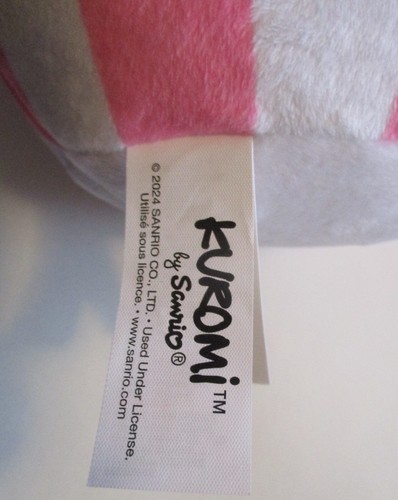 KUROMi™
by Sanrio®
© 2024 SANRIO CO., LTD. • Used Under License.
Utilisé sous licence. • www.sanrio.com